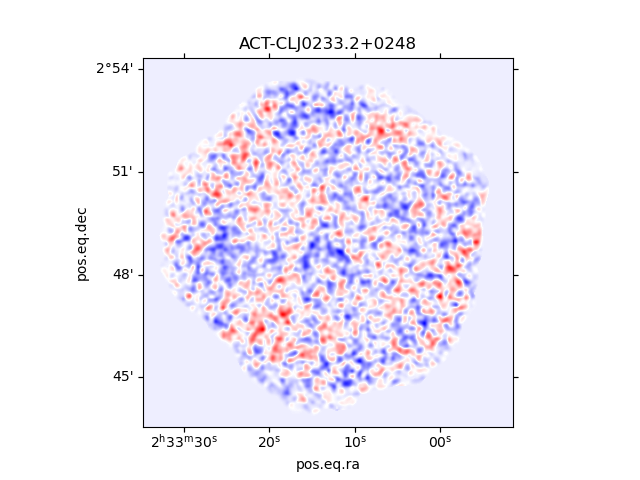 ACT-CLJ0233.2+0248
2°54'
51'
48'
45'
pos.eq.dec
2ʰ33ᵐ30ˢ 20ˢ 10ˢ 00ˢ
pos.eq.ra